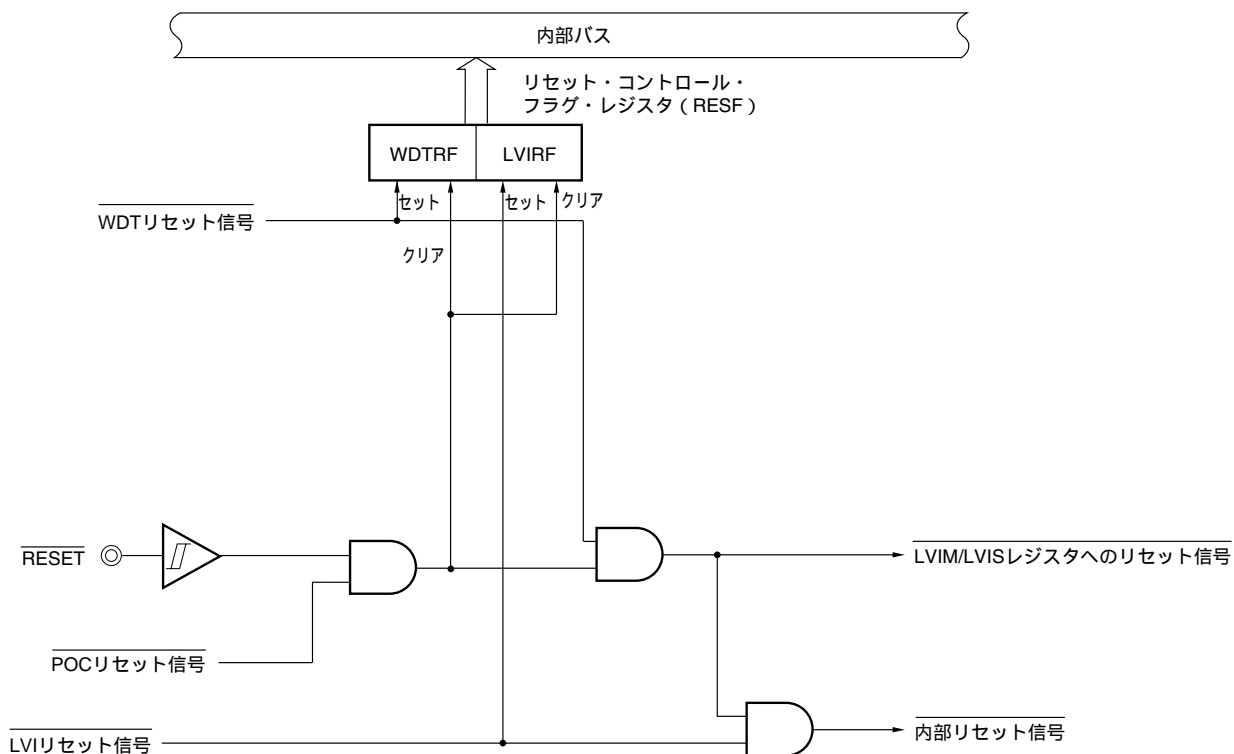 内部バス
リセット・コントロール・
フラグ・レジスタ（RESF）
WDTRF
LVIRF
セット
セット
クリア
WDTリセット信号
クリア
RESET
LVIM/LVISレジスタへのリセット信号
POCリセット信号
LVIリセット信号
内部リセット信号